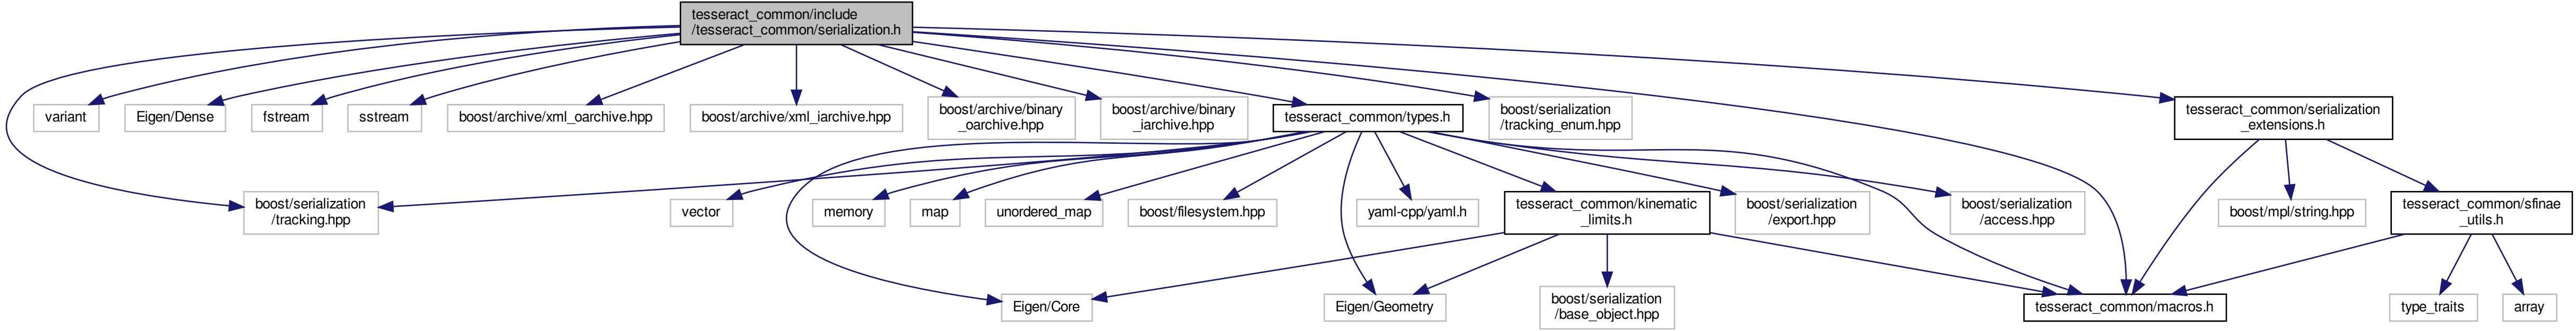 tesseract_common/include
/tesseract_common/serialization.h
variant
Eigen/Dense
fstream
sstream
boost/archive/xml_oarchive.hpp
boost/archive/xml_iarchive.hpp
boost/archive/binary
_oarchive.hpp
boost/archive/binary
_iarchive.hpp
tesseract_common/types.h
boost/serialization
/tracking_enum.hpp
tesseract_common/serialization
_extensions.h
boost/serialization
/tracking.hpp
vector
memory
map
unordered_map
boost/filesystem.hpp
yaml-cpp/yaml.h
tesseract_common/kinematic
_limits.h
boost/serialization
/export.hpp
boost/serialization
/access.hpp
boost/mpl/string.hpp
tesseract_common/sfinae
_utils.h
Eigen/Core
Eigen/Geometry
boost/serialization
/base_object.hpp
tesseract_common/macros.h
type_traits
array